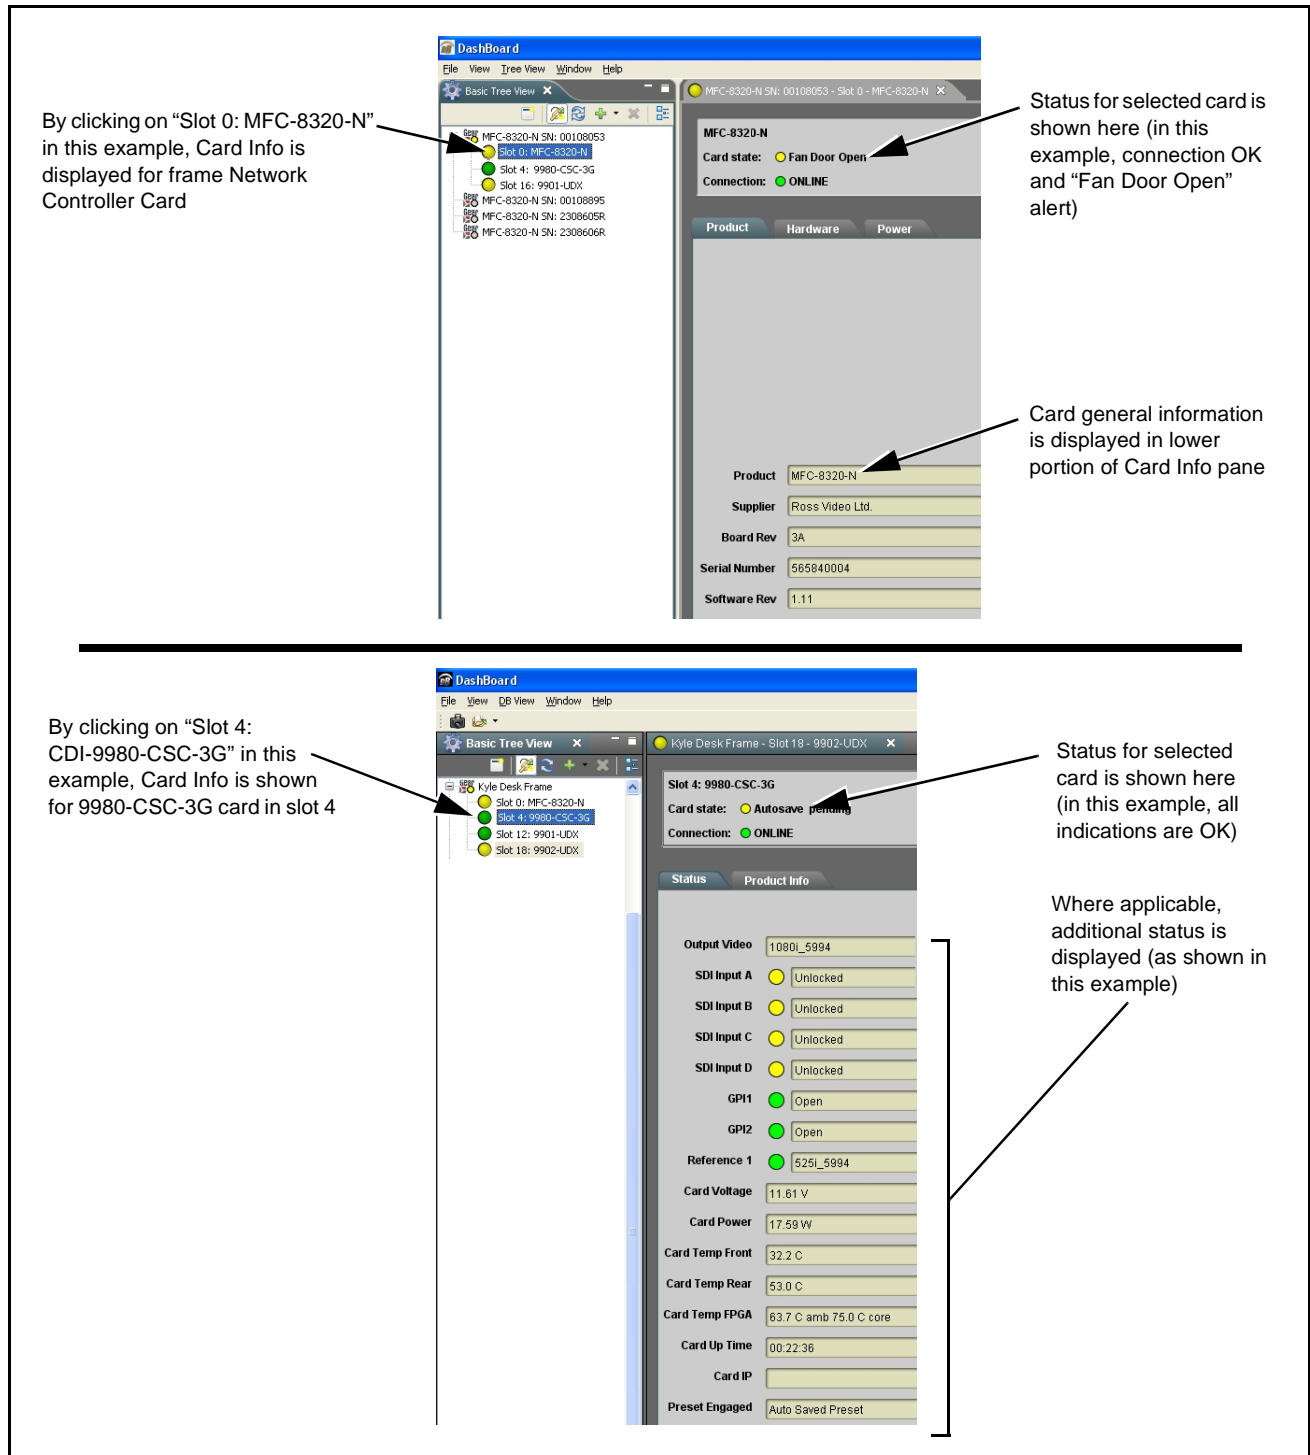 DashBoard
File View Tree View Window Help
Basic Tree View
MFC-8320-N SN: 00108053 - Slot 0 - MFC-8320-N
MFC-8320-N SN: 00108053
Slot 0: MFC-8320-N
Slot 4: 9980-CSC-3G
Slot 16: 9901-UDX
MFC-8320-N SN: 00108895
MFC-8320-N SN: 2308605R
MFC-8320-N SN: 2308606R
MFC-8320-N
Card state: Fan Door Open
Connection: ONLINE
Product Hardware Power
Product MFC-8320-N
Supplier Ross Video Ltd.
Board Rev 3A
Serial Number 565840004
Software Rev 1.11
By clicking on “Slot 0: MFC-8320-N”
in this example, Card Info is
displayed for frame Network
Controller Card
Status for selected card is
shown here (in this
example, connection OK
and “Fan Door Open”
alert)
Card general information
is displayed in lower
portion of Card Info pane
DashBoard
File View DB View Window Help
Basic Tree View
Kyle Desk Frame - Slot 18 - 9902-UDX
Kyle Desk Frame
Slot 0: MFC-8320-N
Slot 4: 9980-CSC-3G
Slot 12: 9901-UDX
Slot 18: 9902-UDX
Slot 4: 9980-CSC-3G
Card state: Autosave pending
Connection: ONLINE
Status Product Info
Output Video 1080i_5994
SDI Input A Unlocked
SDI Input B Unlocked
SDI Input C Unlocked
SDI Input D Unlocked
GPI1 Open
GPI2 Open
Reference 1 525i_5994
Card Voltage 11.61 V
Card Power 17.59 W
Card Temp Front 32.2 C
Card Temp Rear 53.0 C
Card Temp FPGA 63.7 C amb 75.0 C core
Card Up Time 00:22:36
Card IP
Preset Engaged Auto Saved Preset
By clicking on “Slot 4:
CDI-9980-CSC-3G” in this
example, Card Info is shown
for 9980-CSC-3G card in slot 4
Status for selected
card is shown here
(in this example, all
indications are OK)
Where applicable,
additional status is
displayed (as shown in
this example)